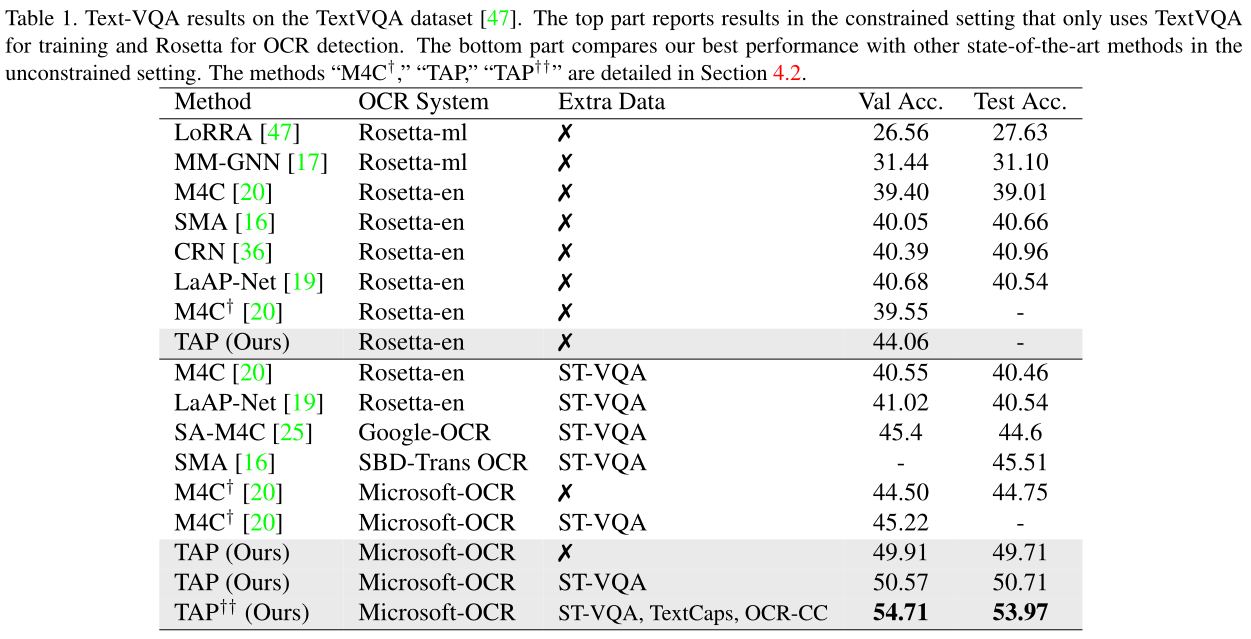 Table 1. Text-VQA results on the TextVQA dataset [47]. The top part reports results in the constrained setting that only uses TextVQA
for training and Rosetta for OCR detection. The bottom part compares our best performance with other state-of-the-art methods in the
unconstrained setting. The methods “M4C†,” “TAP,” “TAP††” are detailed in Section 4.2.
Method OCR System Extra Data Val Acc. Test Acc.
LoRRA [47] Rosetta-ml ✗ 26.56 27.63
MM-GNN [17] Rosetta-ml ✗ 31.44 31.10
M4C [20] Rosetta-en ✗ 39.40 39.01
SMA [16] Rosetta-en ✗ 40.05 40.66
CRN [36] Rosetta-en ✗ 40.39 40.96
LaAP-Net [19] Rosetta-en ✗ 40.68 40.54
M4C† [20] Rosetta-en ✗ 39.55 -
TAP (Ours) Rosetta-en ✗ 44.06 -
M4C [20] Rosetta-en ST-VQA 40.55 40.46
LaAP-Net [19] Rosetta-en ST-VQA 41.02 40.54
SA-M4C [25] Google-OCR ST-VQA 45.4 44.6
SMA [16] SBD-Trans OCR ST-VQA - 45.51
M4C† [20] Microsoft-OCR ✗ 44.50 44.75
M4C† [20] Microsoft-OCR ST-VQA 45.22 -
TAP (Ours) Microsoft-OCR ✗ 49.91 49.71
TAP (Ours) Microsoft-OCR ST-VQA 50.57 50.71
TAP†† (Ours) Microsoft-OCR ST-VQA, TextCaps, OCR-CC 54.71 53.97